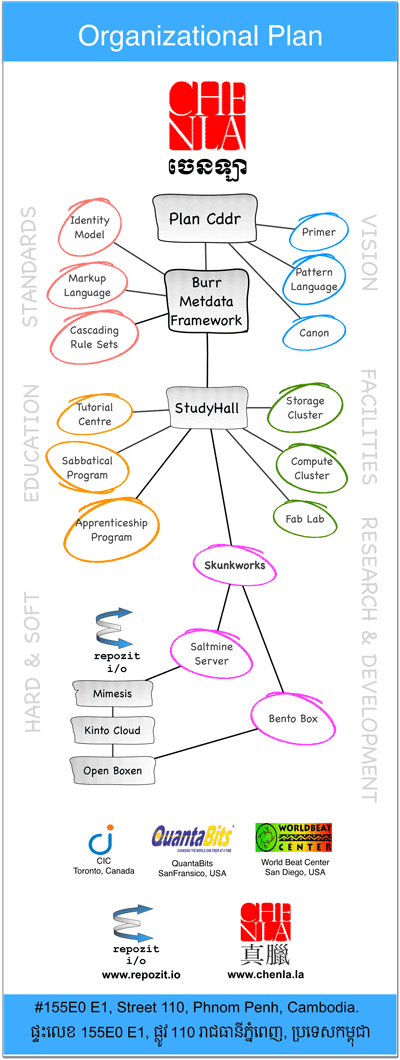 Organizational Plan
CHENLA
ចេនឡា
STANDARDS
VISION
Identity
Model
Plan Cddr
Primer
Markup
Language
Burr
Metdata
Framework
Pattern
Language
Cascading
Rule Sets
Canon
EDUCATION
FACILITIES
Tutorial
Centre
StudyHall
Storage
Cluster
Sabbatical
Program
Compute
Cluster
Apprenticeship
Program
Fab Lab
HARD & SOFT
RESEARCH & DEVELOPMENT
Skunkworks
repozit
i/o
Saltmine
Server
Mimesis
Kinto Cloud
Bento Box
Open Boxen
CIC
Toronto, Canada
QuantaBits
CHANGING THE WORLD ONE FIBER AT A TIME
QuantaBits
SanFransico, USA
WORLDBEAT
CENTER
World Beat Center
San Diego, USA
repozit
i/o
www.repozit.io
CHENLA
真臘
www.chenla.la
#155E0 E1, Street 110, Phnom Penh, Cambodia.
ផ្ទះលេខ 155E0 E1, ផ្លូវ 110 រាជធានីភ្នំពេញ, ប្រទេសកម្ពុជា